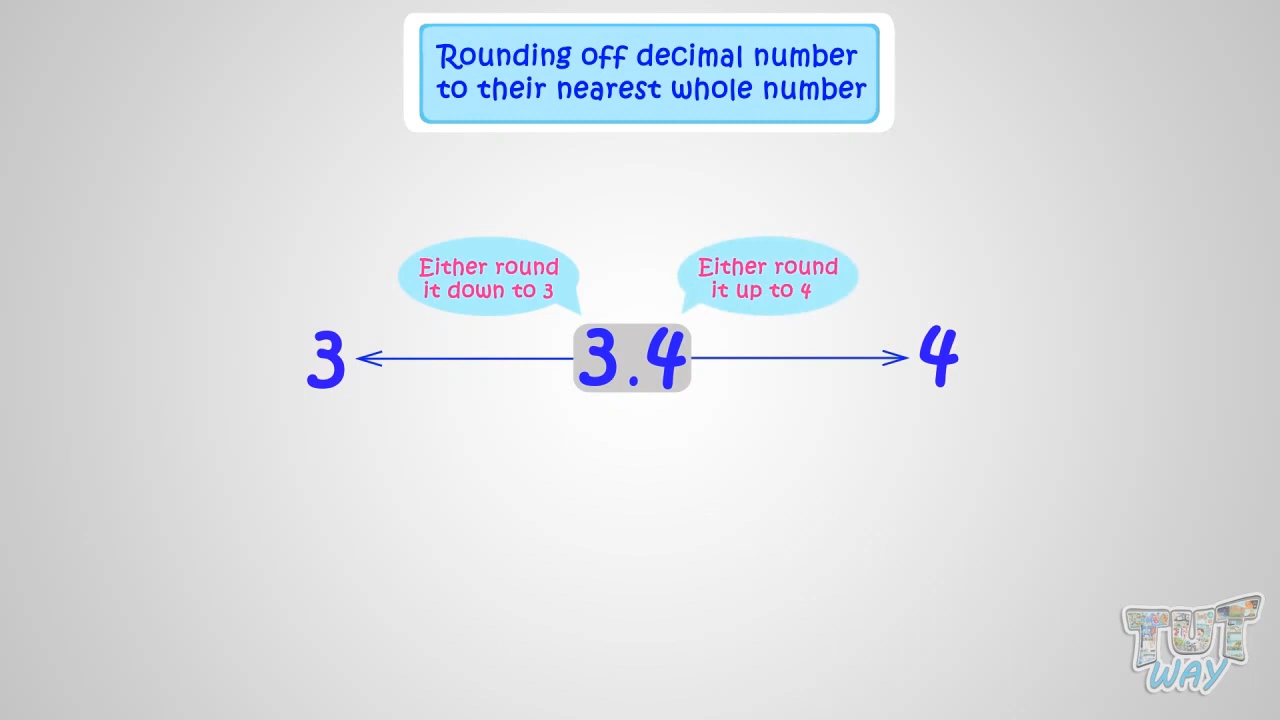 Rounding off decimal number
to their nearest whole number
Either round
it down to 3
Either round
it up to 4
3 3.4 4
TUT
WAY